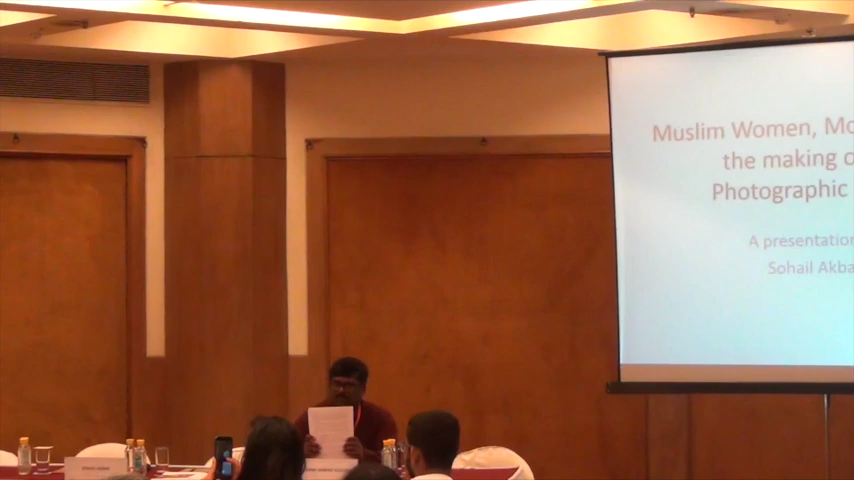 Muslim Women, Mo
the making o
Photographic
A presentation
Sohail Akba